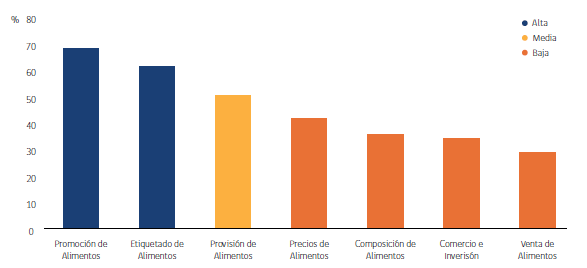 % 80
70
60
50
40
30
20
10
0
Alta
Media
Baja
Promoción de
Alimentos
Etiquetado de
Alimentos
Provisión de
Alimentos
Precios de
Alimentos
Composición de
Alimentos
Comercio e
Inverisón
Venta de
Alimentos